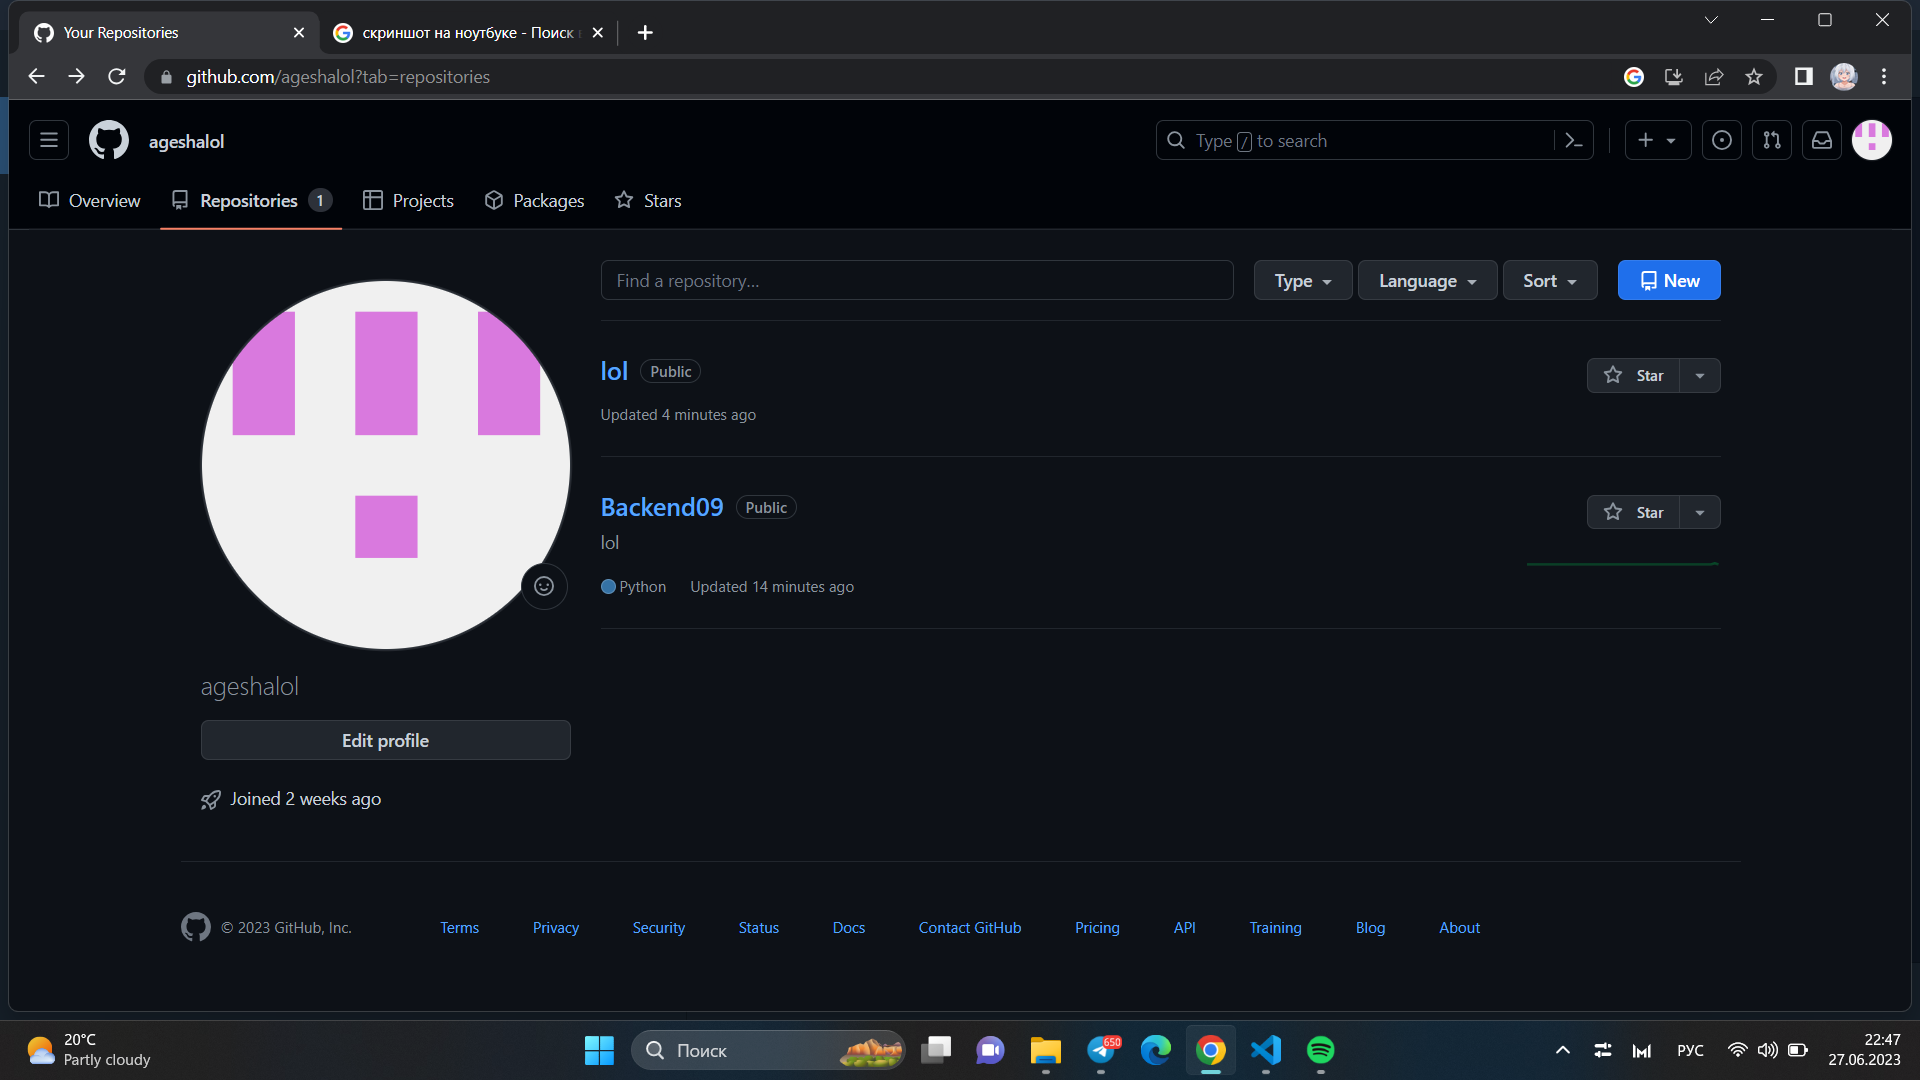 Your Repositories
скриншот на ноутбуке - Поиск
github.com/ageshalol?tab=repositories
ageshalol
Type / to search
Overview
Repositories 1
Projects
Packages
Stars
Find a repository...
Type
Language
Sort
New
lol Public
Star
Updated 4 minutes ago
Backend09 Public
Star
lol
Python Updated 14 minutes ago
ageshalol
Edit profile
Joined 2 weeks ago
© 2023 GitHub, Inc.
Terms
Privacy
Security
Status
Docs
Contact GitHub
Pricing
API
Training
Blog
About
20°C
Partly cloudy
Поиск
650
РУС
22:47
27.06.2023